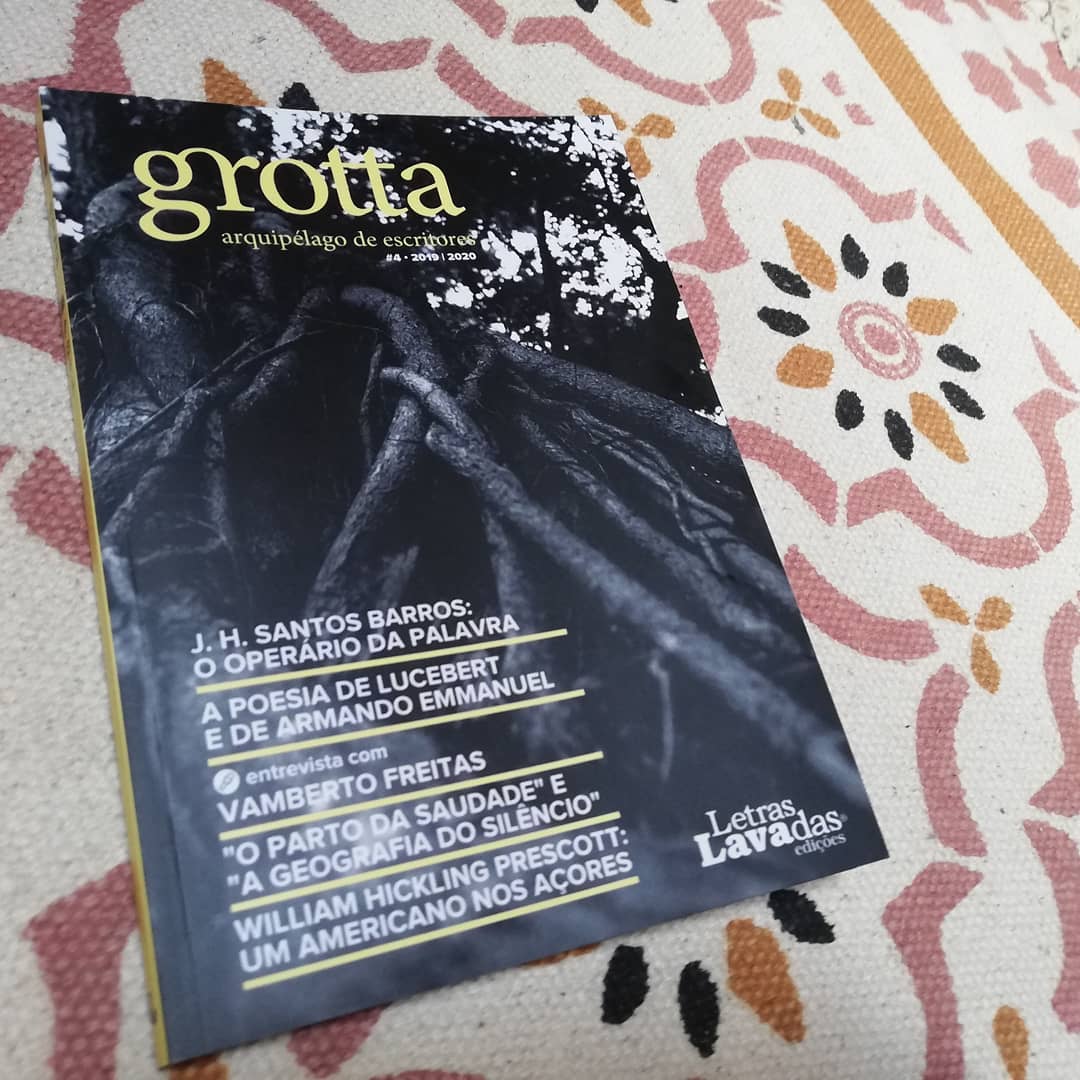 grotta
arquipélago de escritores
#4 • 2019 | 2020
J. H. SANTOS BARROS:
O OPERÁRIO DA PALAVRA
A POESIA DE LUCEBERT
E DE ARMANDO EMMANUEL
entrevista com
VAMBERTO FREITAS
"O PARTO DA SAUDADE" E
"A GEOGRAFIA DO SILÊNCIO"
WILLIAM HICKLING PRESCOTT:
UM AMERICANO NOS AÇORES
Letras
LAVAdas®
edições